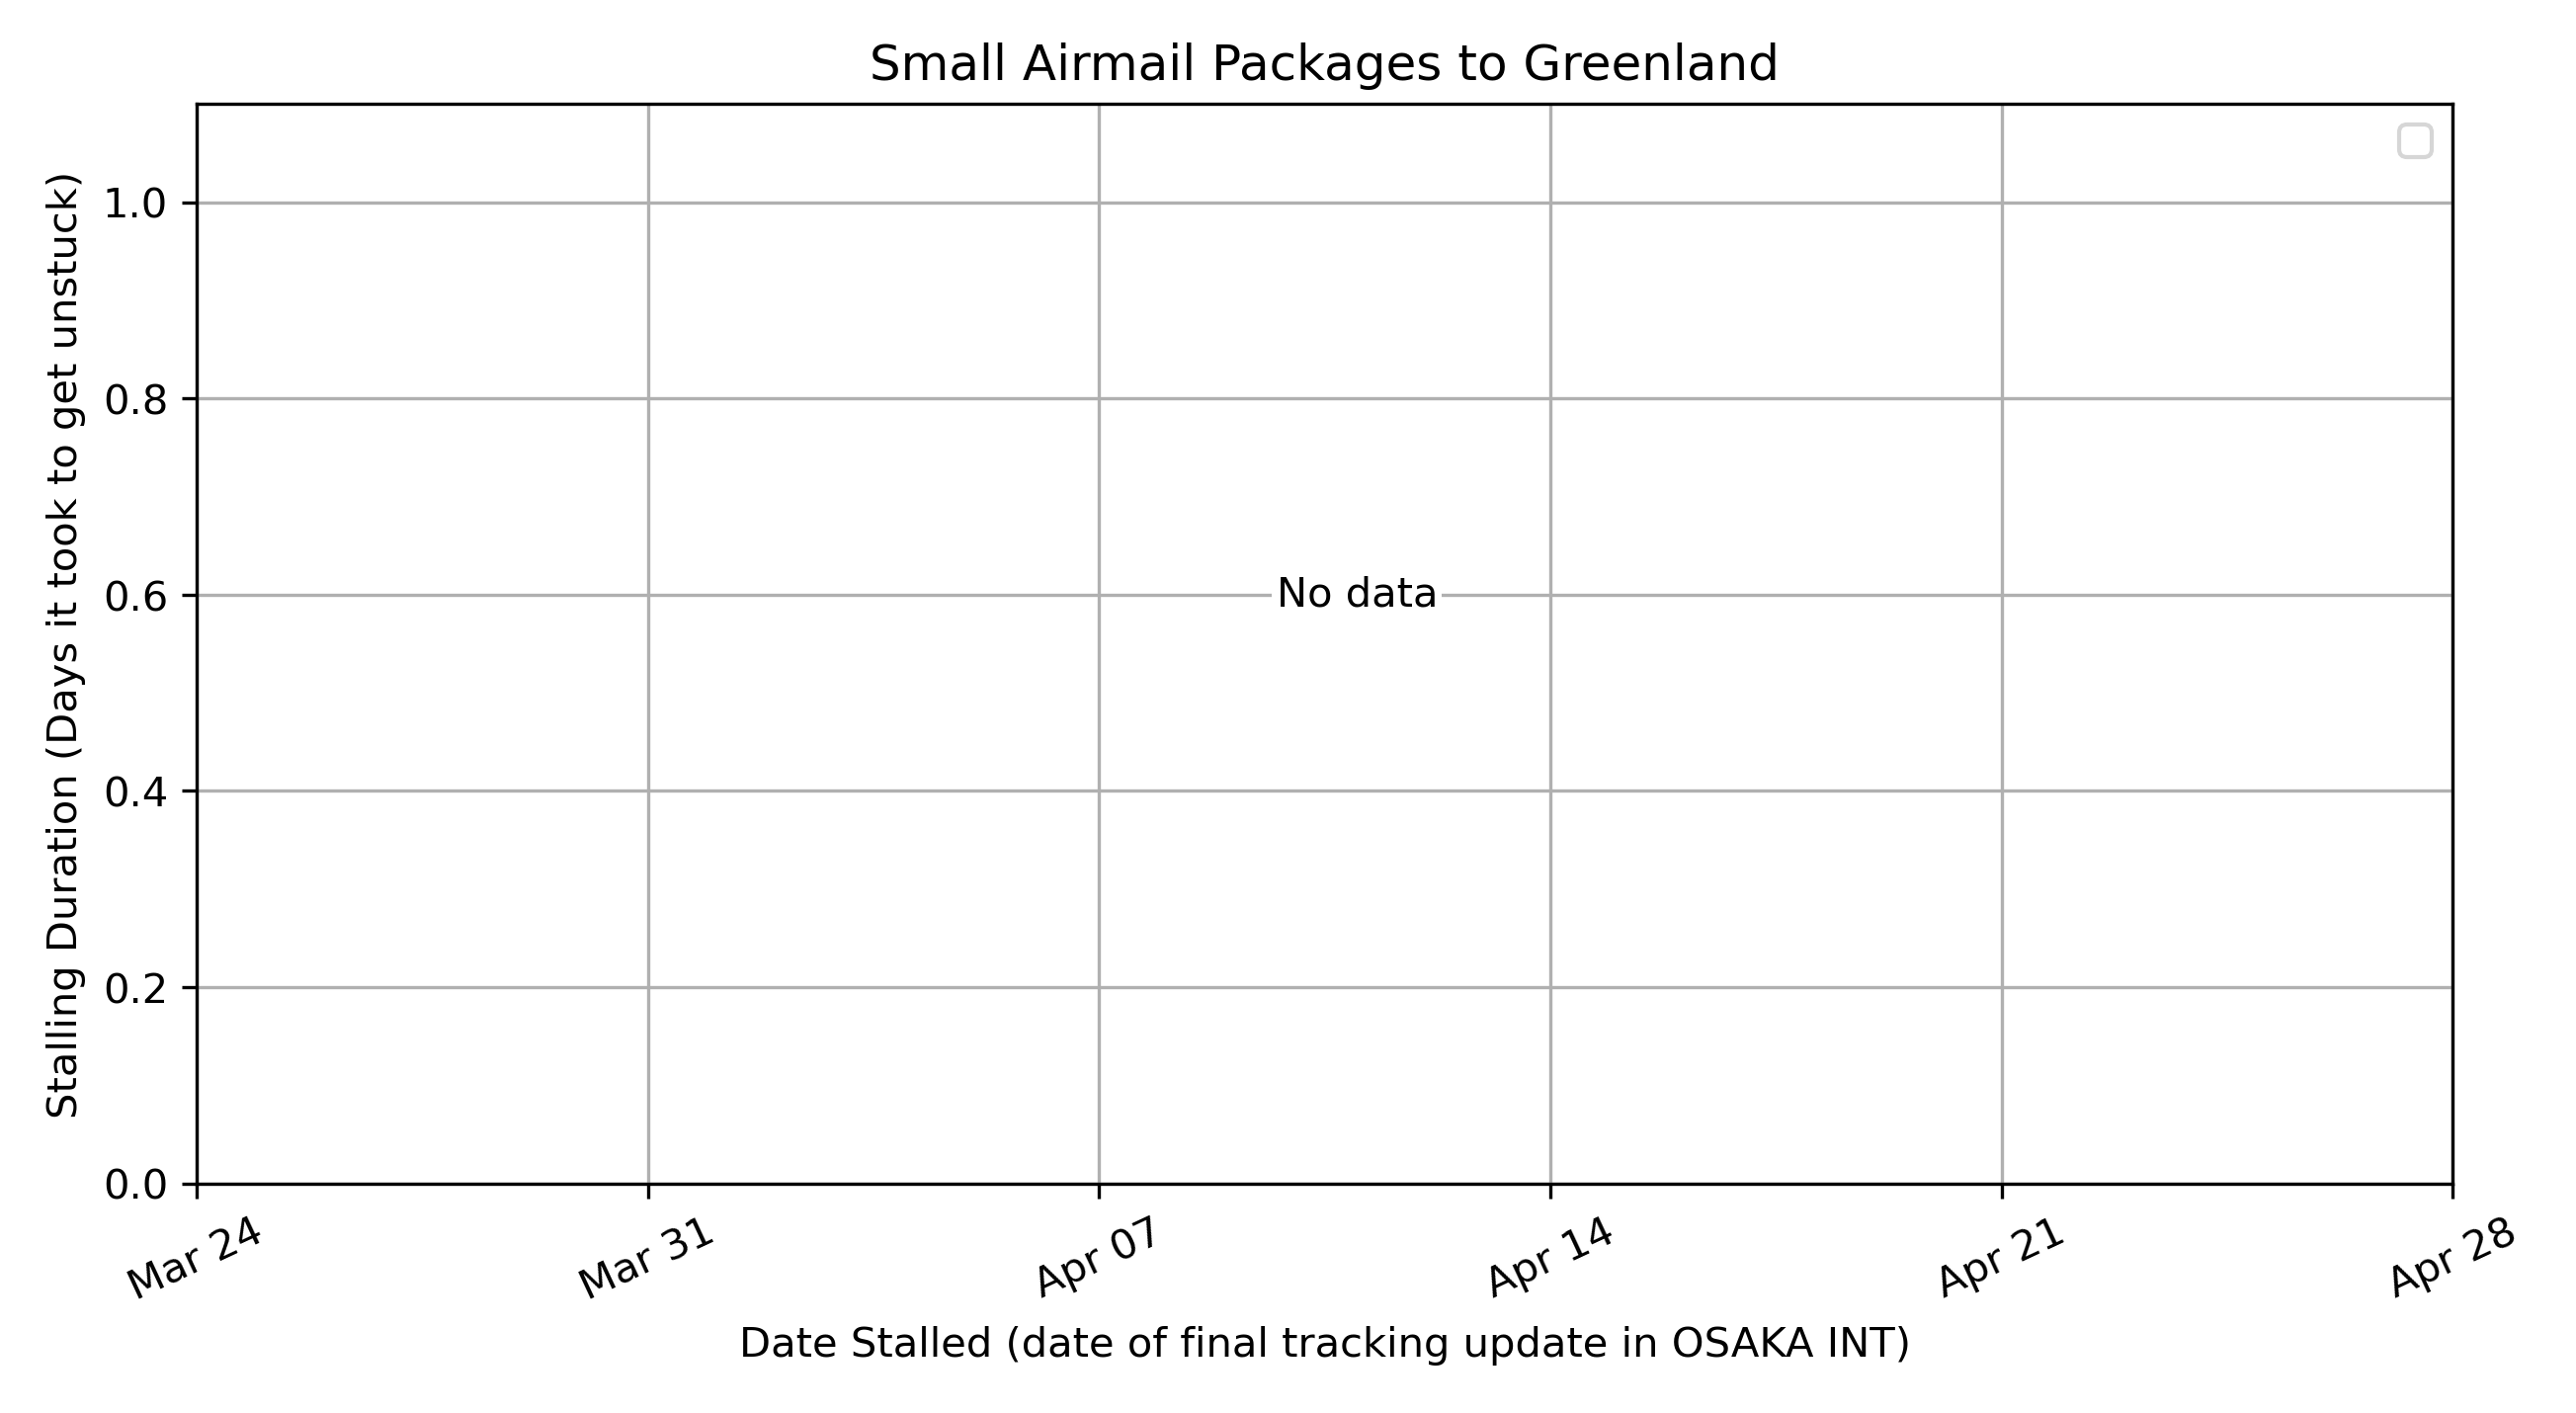 Small Airmail Packages to Greenland
Stalling Duration (Days it took to get unstuck)
1.0
0.8
0.6
0.4
0.2
0.0
No data
Mar 24
Mar 31
Apr 07
Apr 14
Apr 21
Apr 28
Date Stalled (date of final tracking update in OSAKA INT)